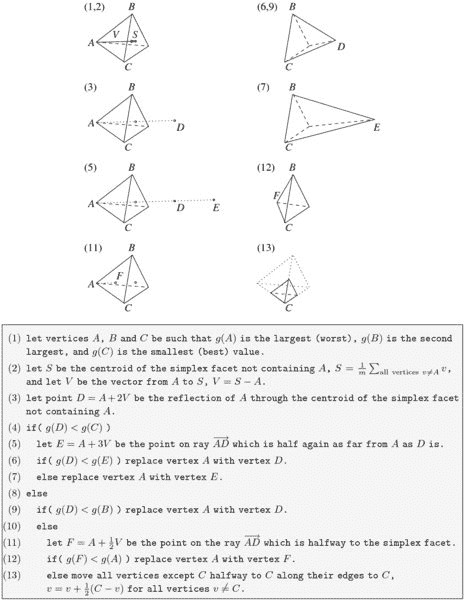 (1,2) B (6,9) B
V S
A D
C C
(3) B (7) B
A D E
C C
(5) B (12) B
A D E F
C C
(11) B (13)
F
A
C C
(1) let vertices A, B and C be such that g(A) is the largest (worst), g(B) is the second
largest, and g(C) is the smallest (best) value.
(2) let S be the centroid of the simplex facet not containing A, S = 1/m ∑_{all vertices v≠A} v,
and let V be the vector from A to S, V = S − A.
(3) let point D = A + 2V be the reflection of A through the centroid of the simplex facet
not containing A.
(4) if( g(D) < g(C) )
(5) let E = A + 3V be the point on ray AD→ which is half again as far from A as D is.
(6) if( g(D) < g(E) ) replace vertex A with vertex D.
(7) else replace vertex A with vertex E.
(8) else
(9) if( g(D) < g(B) ) replace vertex A with vertex D.
(10) else
(11) let F = A + 1/2 V be the point on the ray AD→ which is halfway to the simplex facet.
(12) if( g(F) < g(A) ) replace vertex A with vertex F.
(13) else move all vertices except C halfway to C along their edges to C,
v = v + 1/2(C − v) for all vertices v ≠ C.